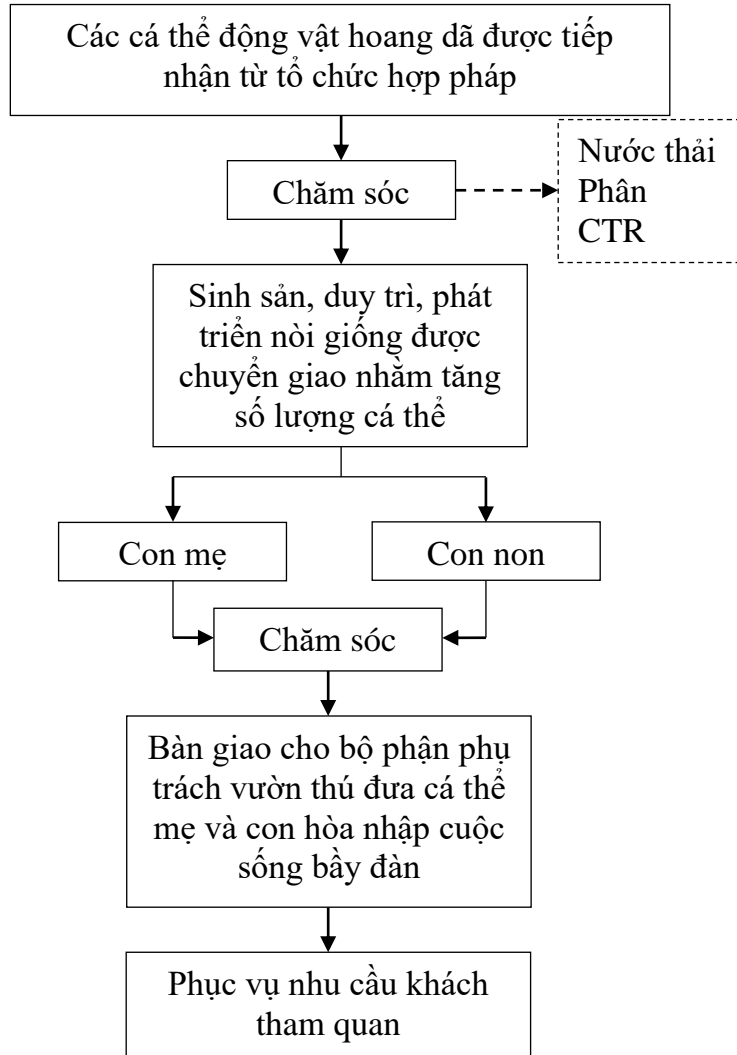 Các cá thể động vật hoang dã được tiếp
nhận từ tổ chức hợp pháp
Chăm sóc
Nước thải
Phân
CTR
Sinh sản, duy trì, phát
triển nòi giống được
chuyển giao nhằm tăng
số lượng cá thể
Con mẹ
Con non
Chăm sóc
Bàn giao cho bộ phận phụ
trách vườn thú đưa cá thể
mẹ và con hòa nhập cuộc
sống bầy đàn
Phục vụ nhu cầu khách
tham quan